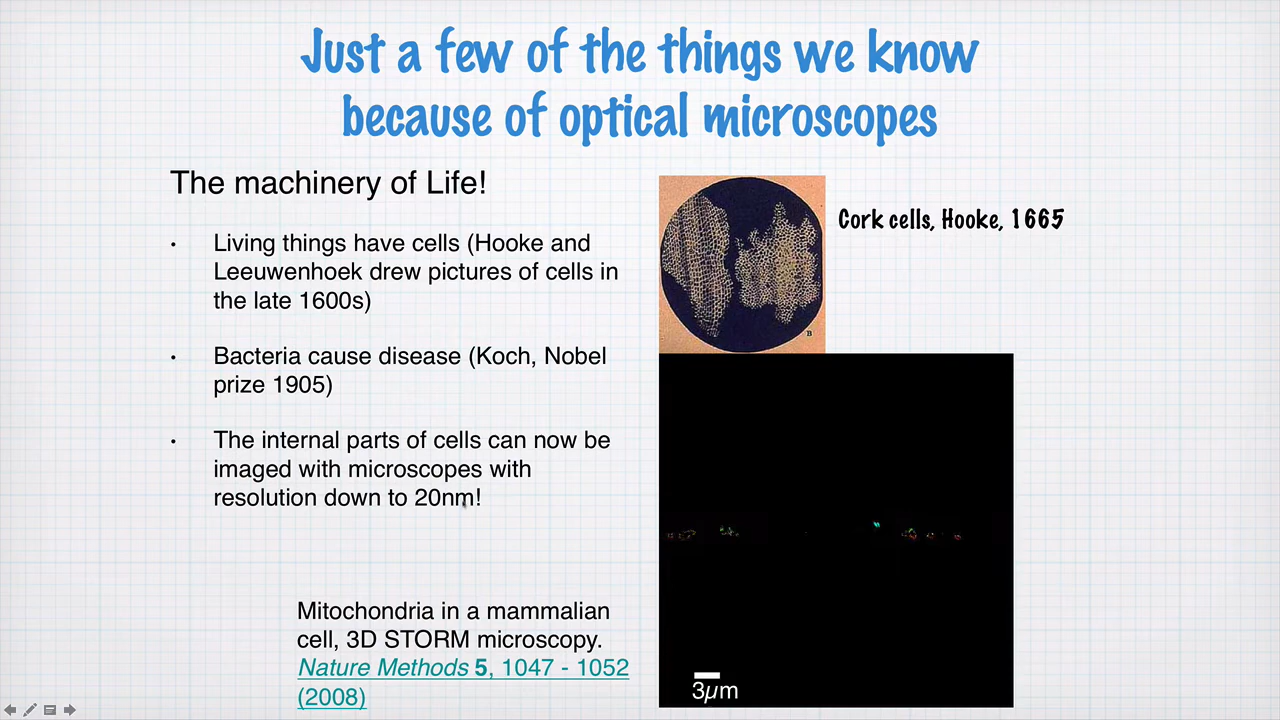 Just a few of the things we know
because of optical microscopes
The machinery of Life!
• Living things have cells (Hooke and
Leeuwenhoek drew pictures of cells in
the late 1600s)
• Bacteria cause disease (Koch, Nobel
prize 1905)
• The internal parts of cells can now be
imaged with microscopes with
resolution down to 20nm!
Mitochondria in a mammalian
cell, 3D STORM microscopy.
Nature Methods 5, 1047 - 1052
(2008)
Cork cells, Hooke, 1665
B
3μm